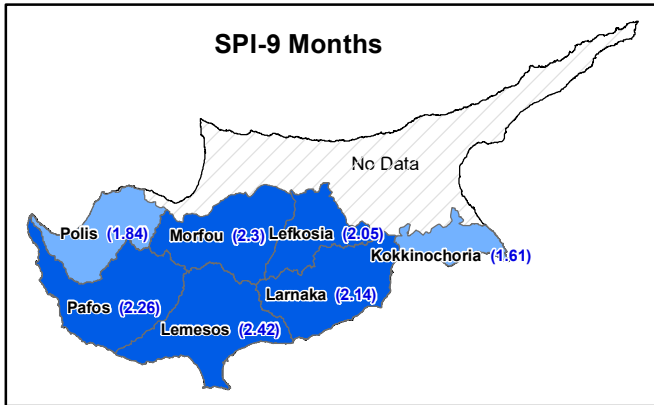 SPI-9 Months
No Data
Polis (1.84)
Morfou (2.3)
Lefkosia (2.05)
Kokkinochoria (1.61)
Pafos (2.26)
Larnaka (2.14)
Lemesos (2.42)